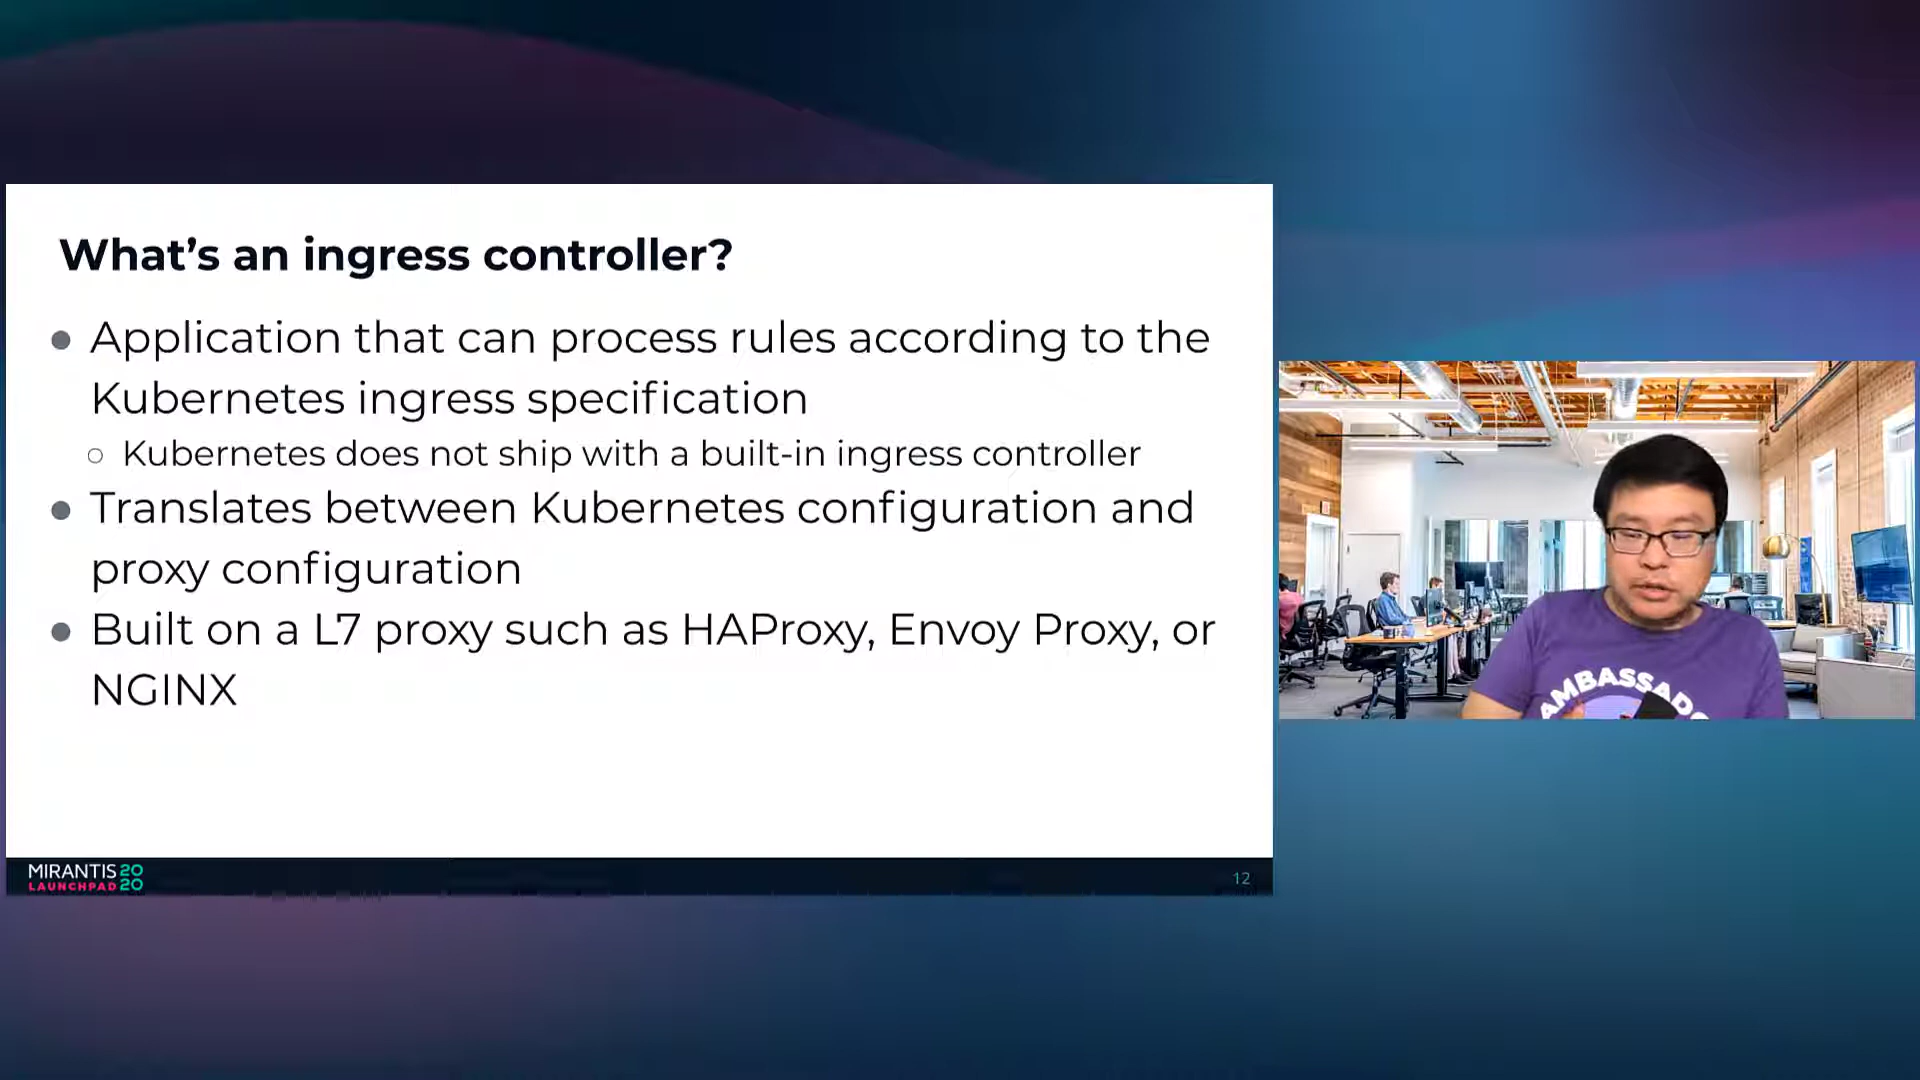 What's an ingress controller?
● Application that can process rules according to the
Kubernetes ingress specification
○ Kubernetes does not ship with a built-in ingress controller
● Translates between Kubernetes configuration and
proxy configuration
● Built on a L7 proxy such as HAProxy, Envoy Proxy, or
NGINX
MIRANTIS 20
LAUNCHPAD 20
12